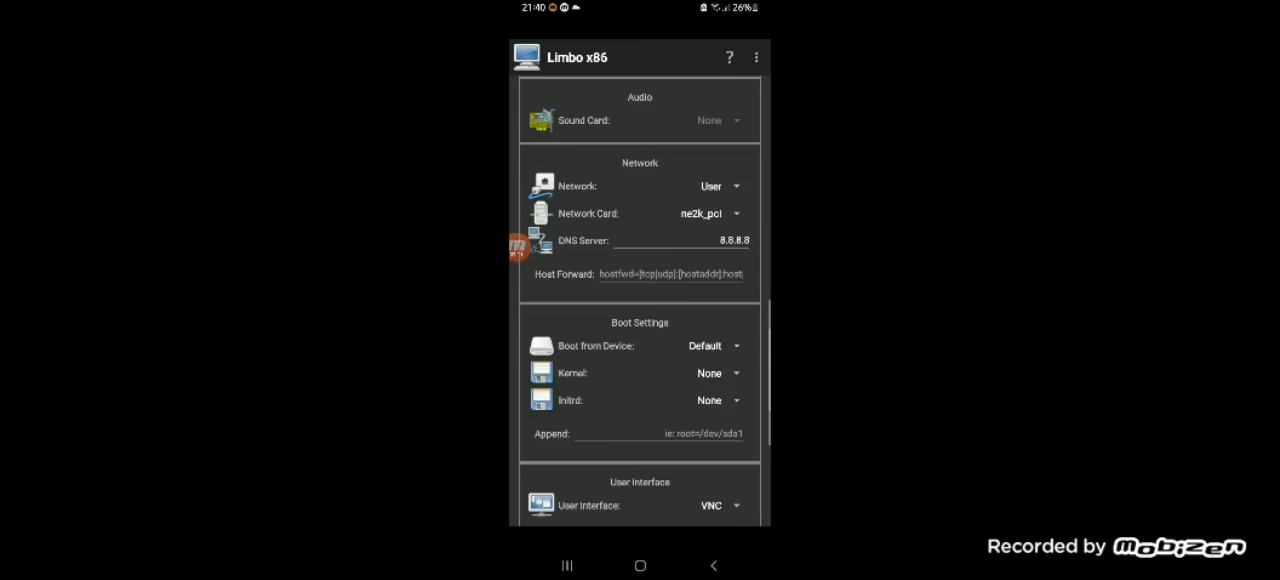 21:40 26%
Limbo x86 ?
Audio
Sound Card: None
Network
Network: User
Network Card: ne2k_pci
DNS Server: 8.8.8.8
Host Forward: hostfwd=[tcp|udp]:[hostaddr]:host
Boot Settings
Boot from Device: Default
Kernel: None
Initrd: None
Append: ie: root=/dev/sda1
User Interface
User Interface: VNC
Recorded by Mobizen